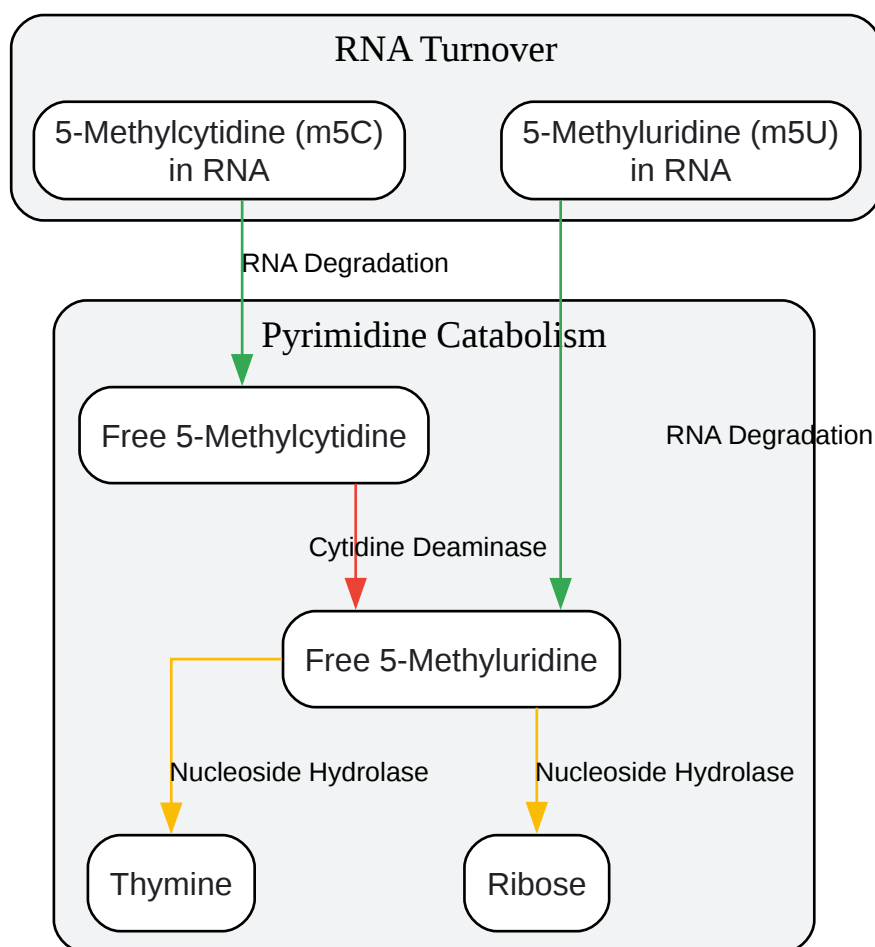 RNA Turnover
5-Methylcytidine (m5C)
in RNA
5-Methyluridine (m5U)
in RNA
RNA Degradation
Pyrimidine Catabolism
Free 5-Methylcytidine
RNA Degradation
Cytidine Deaminase
Free 5-Methyluridine
Nucleoside Hydrolase
Nucleoside Hydrolase
Thymine
Ribose